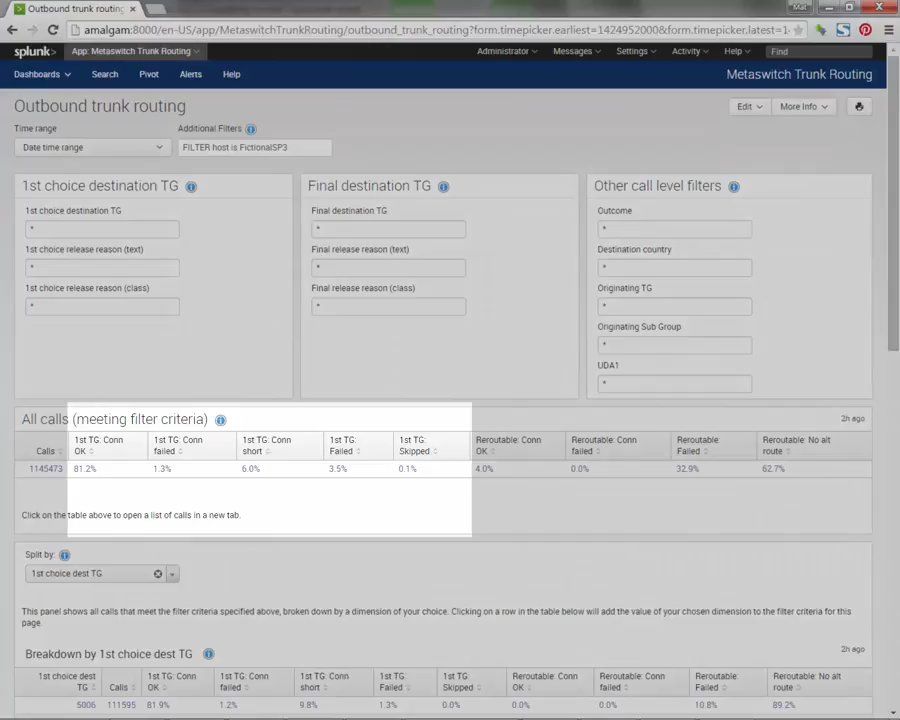 Outbound trunk routing
Mat
amalgam:8000/en-US/app/MetaswitchTrunkRouting/outbound_trunk_routing?form.timepicker.earliest=1424952000&form.timepicker.latest=1
splunk> App: Metaswitch Trunk Routing Administrator Messages Settings Activity Help Find
Dashboards Search Pivot Alerts Help Metaswitch Trunk Routing
Outbound trunk routing Edit More Info
Time range Additional Filters
Date time range FILTER host is FictionalSP3
1st choice destination TG Final destination TG Other call level filters
1st choice destination TG Final destination TG Outcome
* * *
1st choice release reason (text) Final release reason (text) Destination country
* * *
1st choice release reason (class) Final release reason (class) Originating TG
* * *
Originating Sub Group
*
UDA1
*
All calls (meeting filter criteria) 2h ago
Calls 1st TG: Conn OK 1st TG: Conn failed 1st TG: Conn short 1st TG: Failed 1st TG: Skipped Reroutable: Conn OK Reroutable: Conn failed Reroutable: Failed Reroutable: No alt route
1145473 81.2% 1.3% 6.0% 3.5% 0.1% 4.0% 0.0% 32.9% 62.7%
Click on the table above to open a list of calls in a new tab.
Split by:
1st choice dest TG
This panel shows all calls that meet the filter criteria specified above, broken down by a dimension of your choice. Clicking on a row in the table below will add the value of your chosen dimension to the filter criteria for this
page.
Breakdown by 1st choice dest TG 2h ago
1st choice dest TG Calls 1st TG: Conn OK 1st TG: Conn failed 1st TG: Conn short 1st TG: Failed 1st TG: Skipped Reroutable: Conn OK Reroutable: Conn failed Reroutable: Failed Reroutable: No alt route
5006 111595 81.9% 1.2% 9.8% 1.3% 0.0% 0.0% 0.0% 10.8% 89.2%